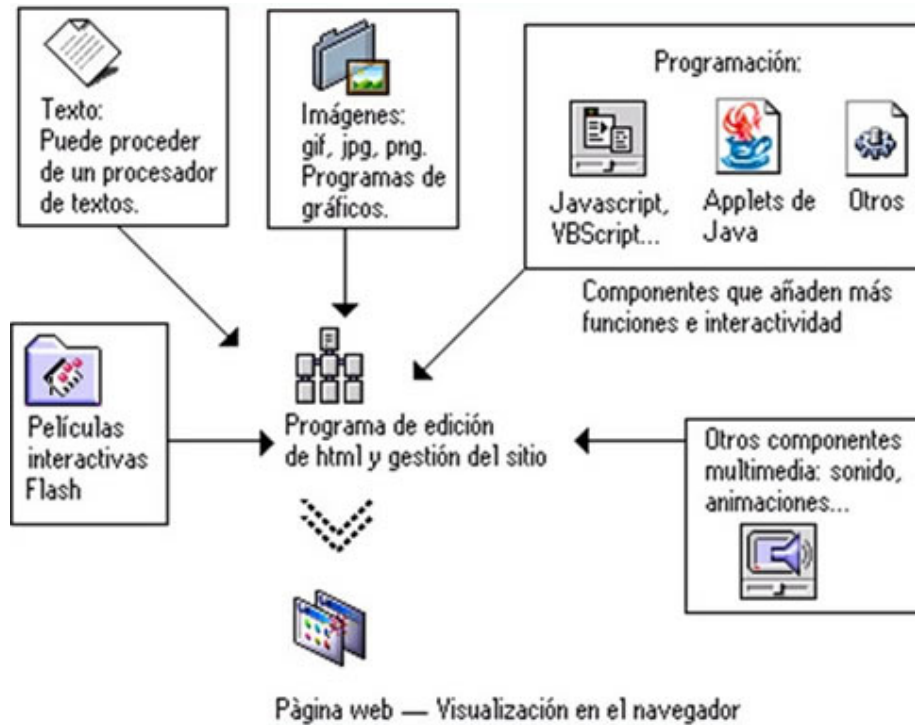 Texto:
Puede proceder
de un procesador
de textos.
Imágenes:
gif, jpg, png.
Programas de
gráficos.
Programación:
Javascript,
VBScript...
Applets de
Java
Otros
Componentes que añaden más
funciones e interactividad
Películas
interactivas
Flash
Programa de edición
de html y gestión del sitio
Otros componentes
multimedia: sonido,
animaciones...
Pàgina web — Visualización en el navegador